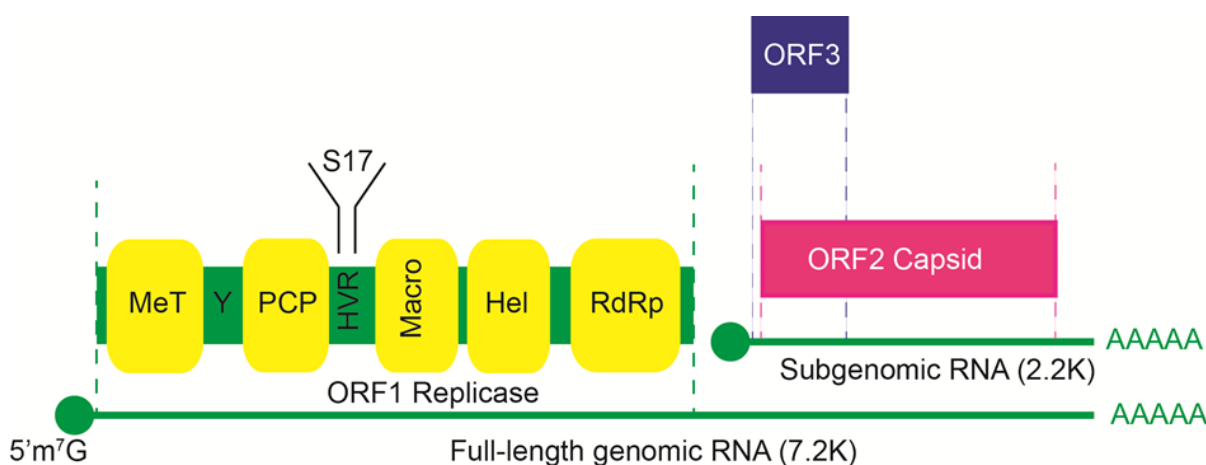 ORF3
S17
ORF2 Capsid
MeT Y PCP HVR Macro Hel RdRp
AAAAA
Subgenomic RNA (2.2K)
ORF1 Replicase
AAAAA
5’m⁷G
Full-length genomic RNA (7.2K)